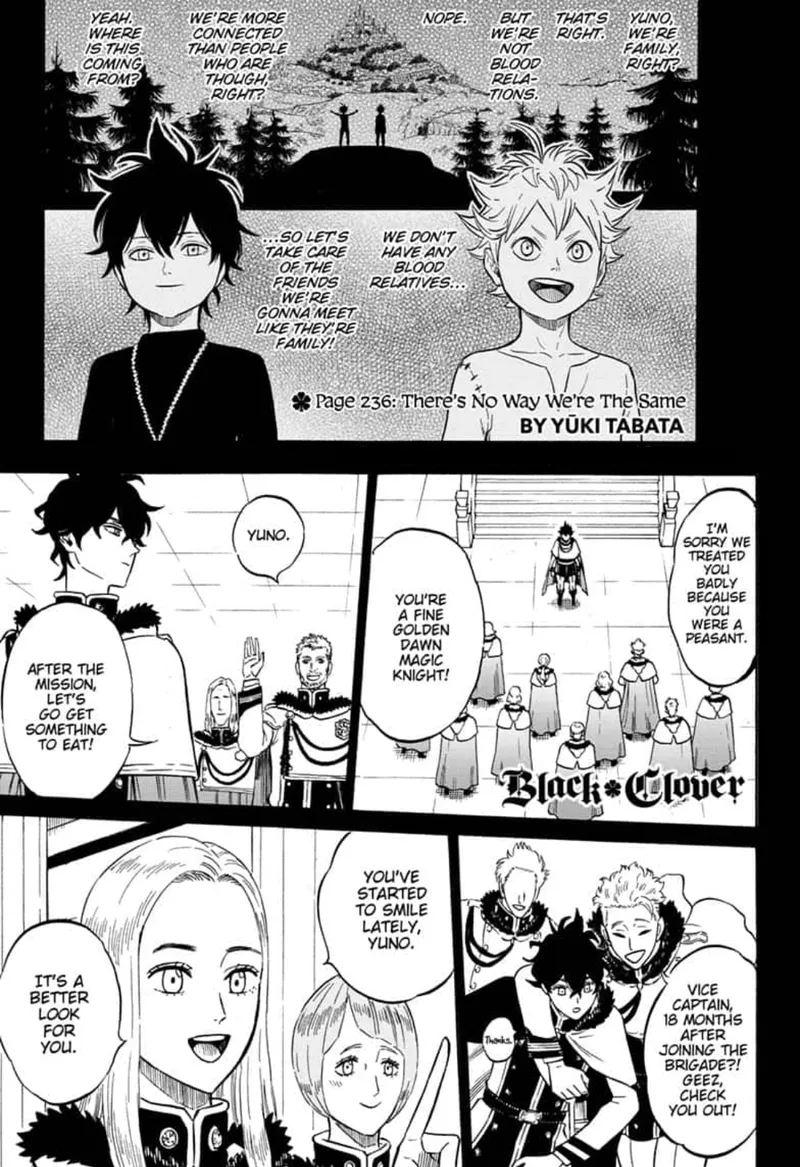 YUNO,
WE'RE
FAMILY,
RIGHT?
THAT'S
RIGHT.
BUT
WE'RE
NOT
BLOOD
RELA-
TIONS.
NOPE.
WE'RE MORE
CONNECTED
THAN PEOPLE
WHO ARE
THOUGH,
RIGHT?
YEAH.
WHERE
IS THIS
COMING
FROM?
WE DON'T
HAVE ANY
BLOOD
RELATIVES...
...SO LET'S
TAKE CARE
OF THE
FRIENDS
WE'RE
GONNA MEET
LIKE THEY'RE
FAMILY!
Page 236: There's No Way We're The Same
BY YŪKI TABATA
I'M
SORRY WE
TREATED
YOU
BADLY
BECAUSE
YOU
WERE A
PEASANT.
YOU'RE
A FINE
GOLDEN
DAWN
MAGIC
KNIGHT!
Black Clover
YUNO.
AFTER THE
MISSION,
LET'S
GO GET
SOMETHING
TO EAT!
VICE
CAPTAIN,
18 MONTHS
AFTER
JOINING THE
BRIGADE?!
GEEZ,
CHECK
YOU OUT!
Thanks.
YOU'VE
STARTED
TO SMILE
LATELY,
YUNO.
IT'S A
BETTER
LOOK
FOR
YOU.